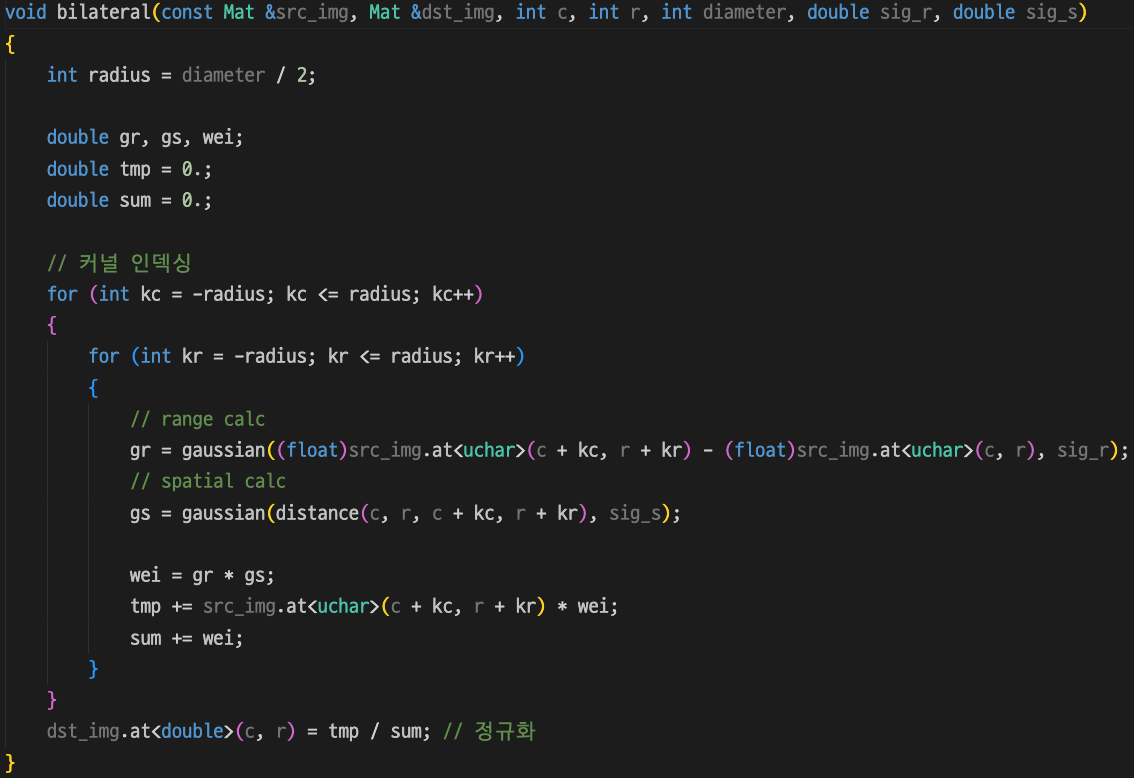 void bilateral(const Mat &src_img, Mat &dst_img, int c, int r, int diameter, double sig_r, double sig_s)
{
    int radius = diameter / 2;

    double gr, gs, wei;
    double tmp = 0.;
    double sum = 0.;

    // 커널 인덱싱
    for (int kc = -radius; kc <= radius; kc++)
    {
        for (int kr = -radius; kr <= radius; kr++)
        {
            // range calc
            gr = gaussian((float)src_img.at<uchar>(c + kc, r + kr) - (float)src_img.at<uchar>(c, r), sig_r);
            // spatial calc
            gs = gaussian(distance(c, r, c + kc, r + kr), sig_s);

            wei = gr * gs;
            tmp += src_img.at<uchar>(c + kc, r + kr) * wei;
            sum += wei;
        }
    }
    dst_img.at<double>(c, r) = tmp / sum; // 정규화
}